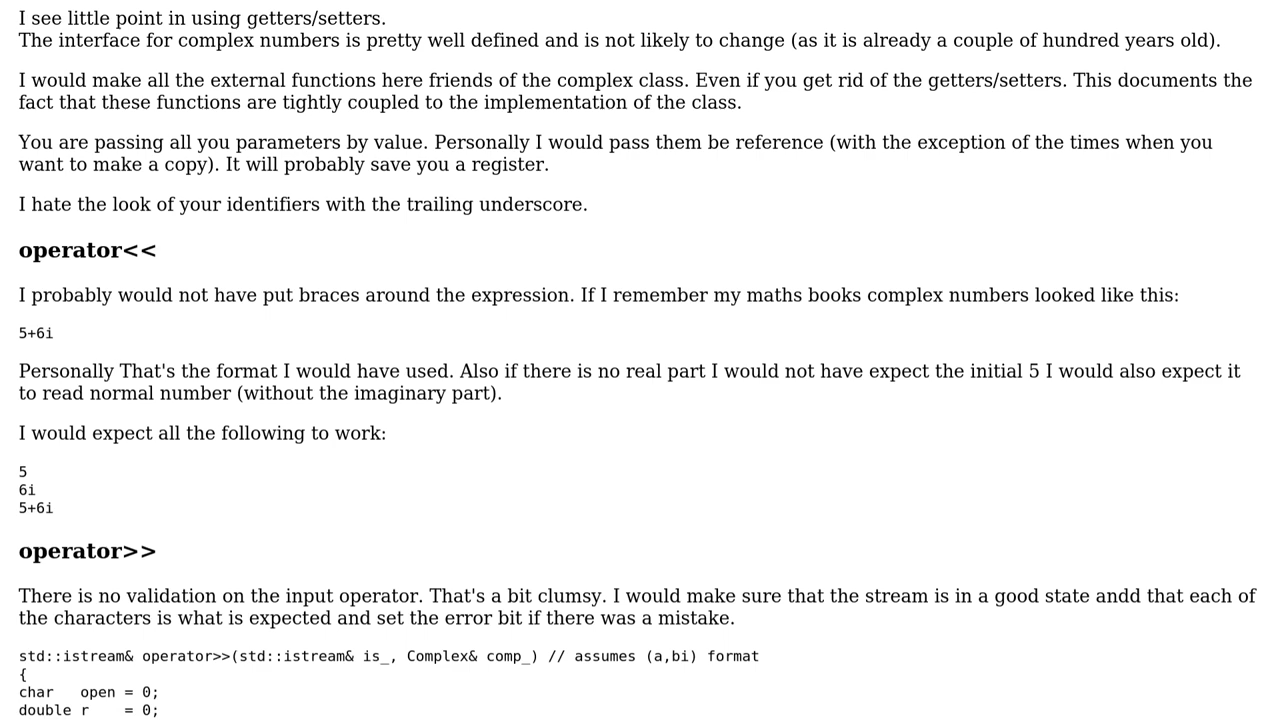 I see little point in using getters/setters.
The interface for complex numbers is pretty well defined and is not likely to change (as it is already a couple of hundred years old).
I would make all the external functions here friends of the complex class. Even if you get rid of the getters/setters. This documents the
fact that these functions are tightly coupled to the implementation of the class.
You are passing all you parameters by value. Personally I would pass them be reference (with the exception of the times when you
want to make a copy). It will probably save you a register.
I hate the look of your identifiers with the trailing underscore.
operator<<
I probably would not have put braces around the expression. If I remember my maths books complex numbers looked like this:
5+6i
Personally That's the format I would have used. Also if there is no real part I would not have expect the initial 5 I would also expect it
to read normal number (without the imaginary part).
I would expect all the following to work:
5
6i
5+6i
operator>>
There is no validation on the input operator. That's a bit clumsy. I would make sure that the stream is in a good state andd that each of
the characters is what is expected and set the error bit if there was a mistake.
std::istream& operator>>(std::istream& is_, Complex& comp_) // assumes (a,bi) format
{
char   open = 0;
double r    = 0;